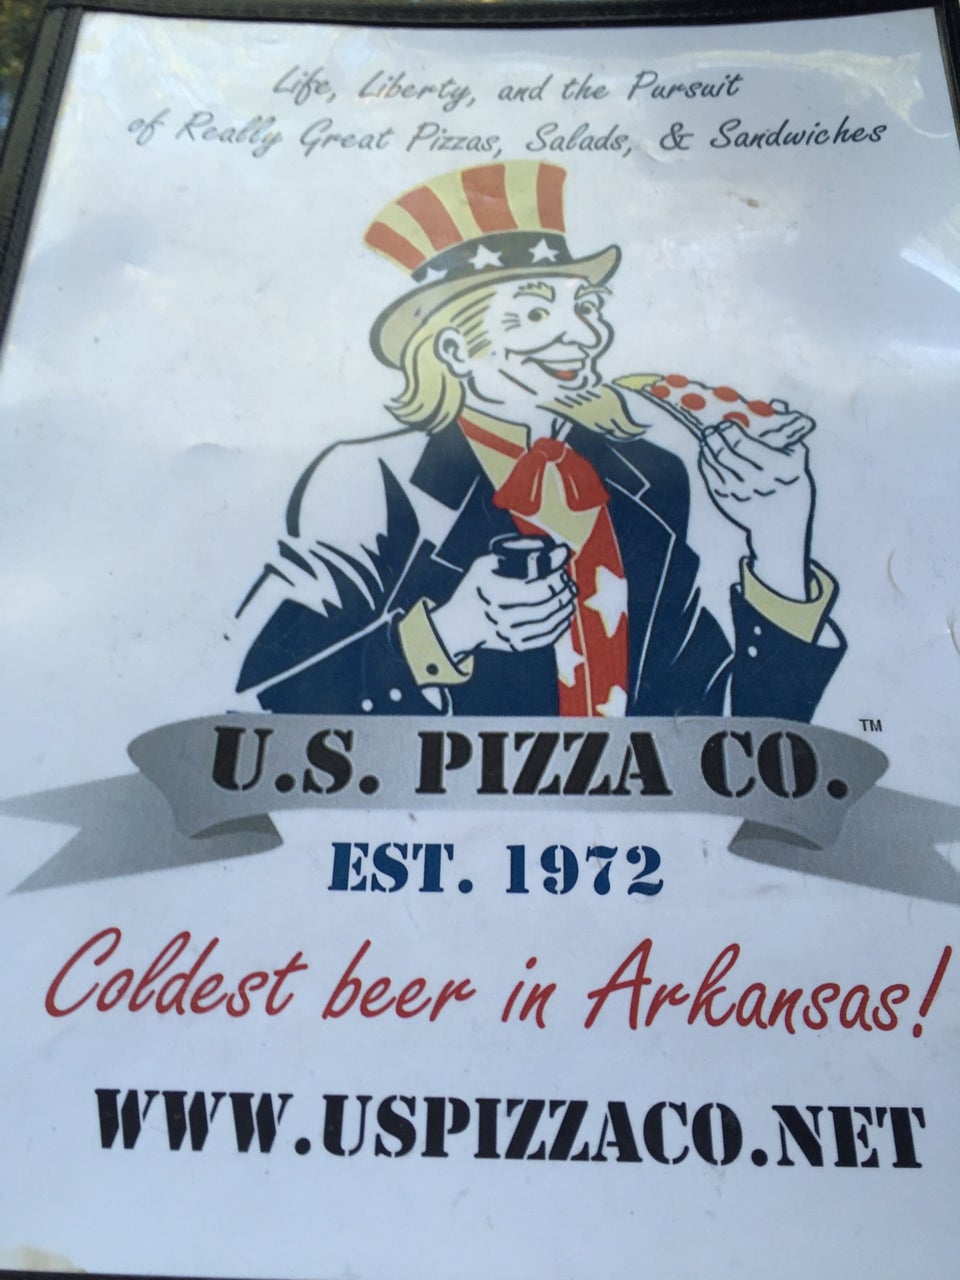 Life, Liberty, and the Pursuit
of Really Great Pizzas, Salads, & Sandwiches
U.S. PIZZA CO. TM
EST. 1972
Coldest beer in Arkansas!
WWW.USPIZZACO.NET